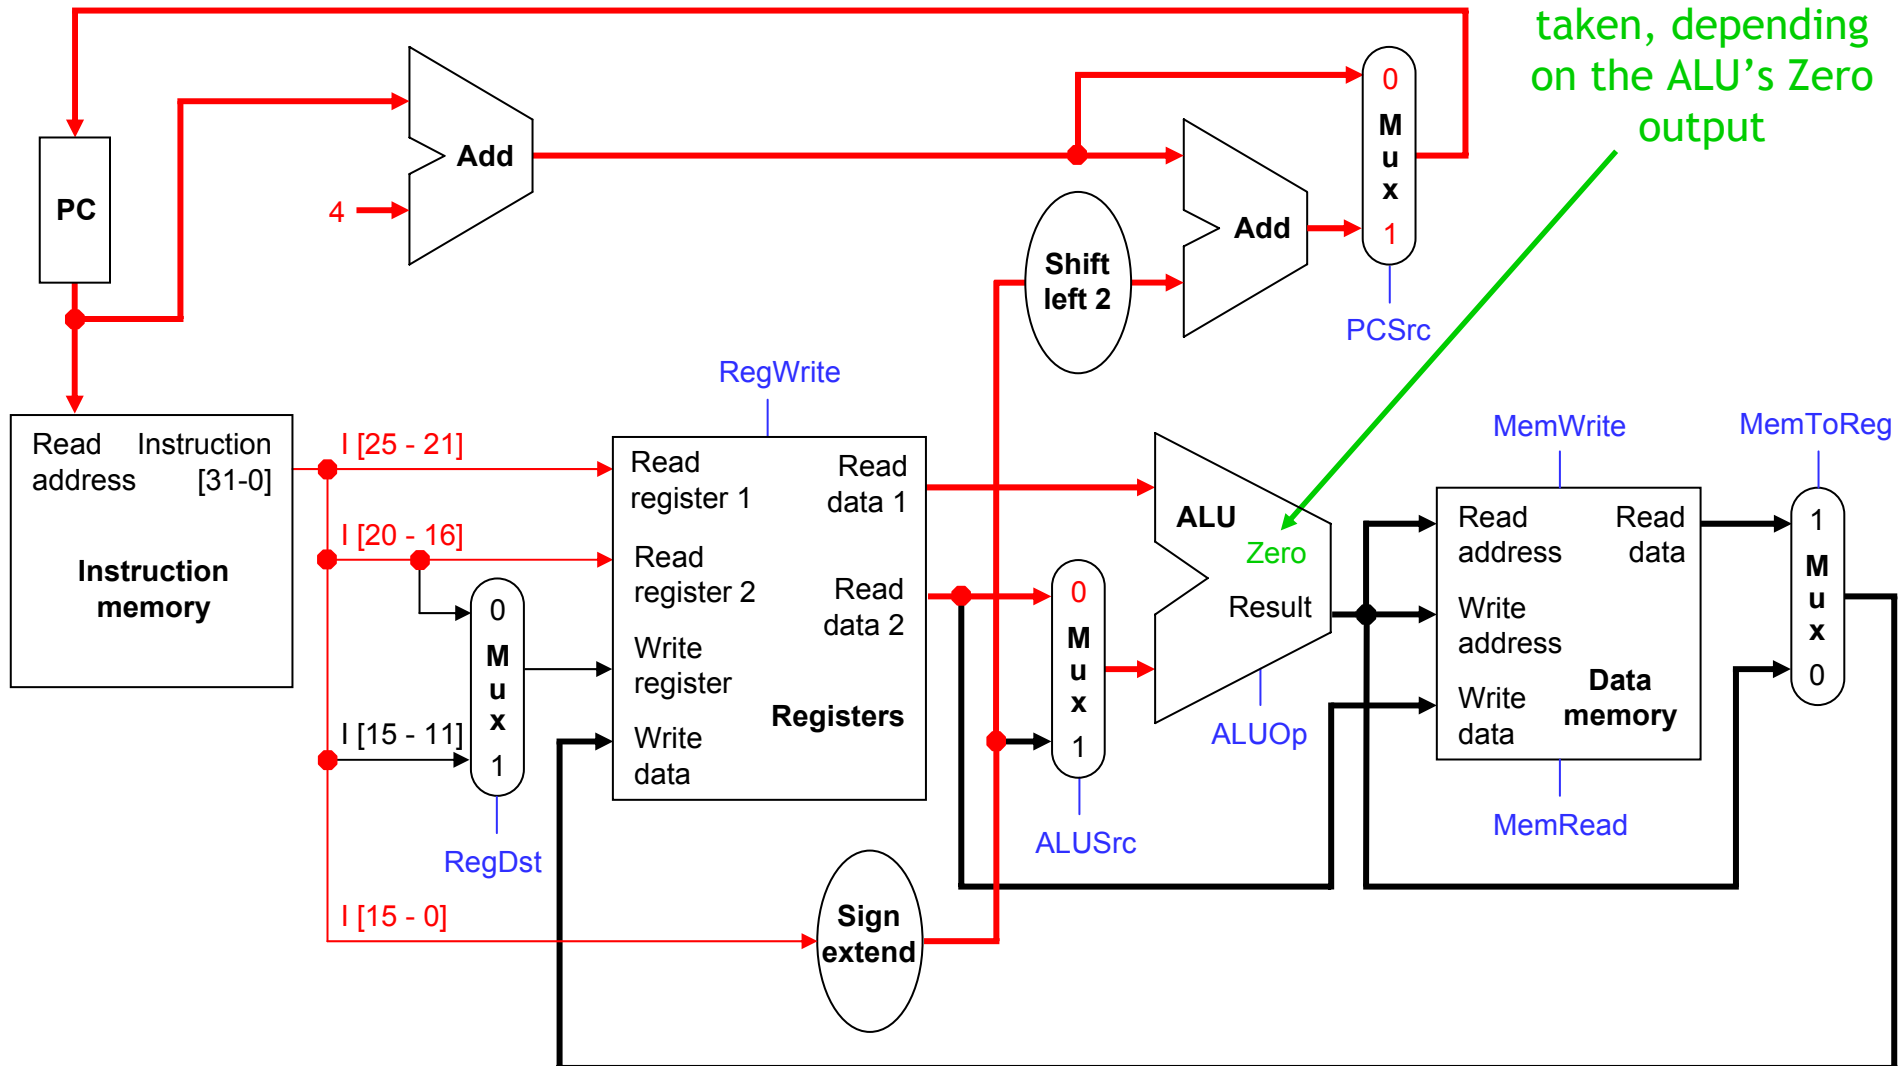 taken, depending
on the ALU's Zero
output
0
M
u
x
1
PCSrc
Add
4
PC
Add
Shift
left 2
RegWrite
Read address
Instruction [31-0]
Instruction
memory
I [25 - 21]
I [20 - 16]
I [15 - 11]
I [15 - 0]
0
M
u
x
1
RegDst
Read
register 1
Read
data 1
Read
register 2
Read
data 2
Write
register
Registers
Write
data
Sign
extend
0
M
u
x
1
ALUSrc
ALU
Zero
Result
ALUOp
MemWrite
Read
address
Read
data
Write
address
Write
data
Data
memory
MemRead
MemToReg
1
M
u
x
0